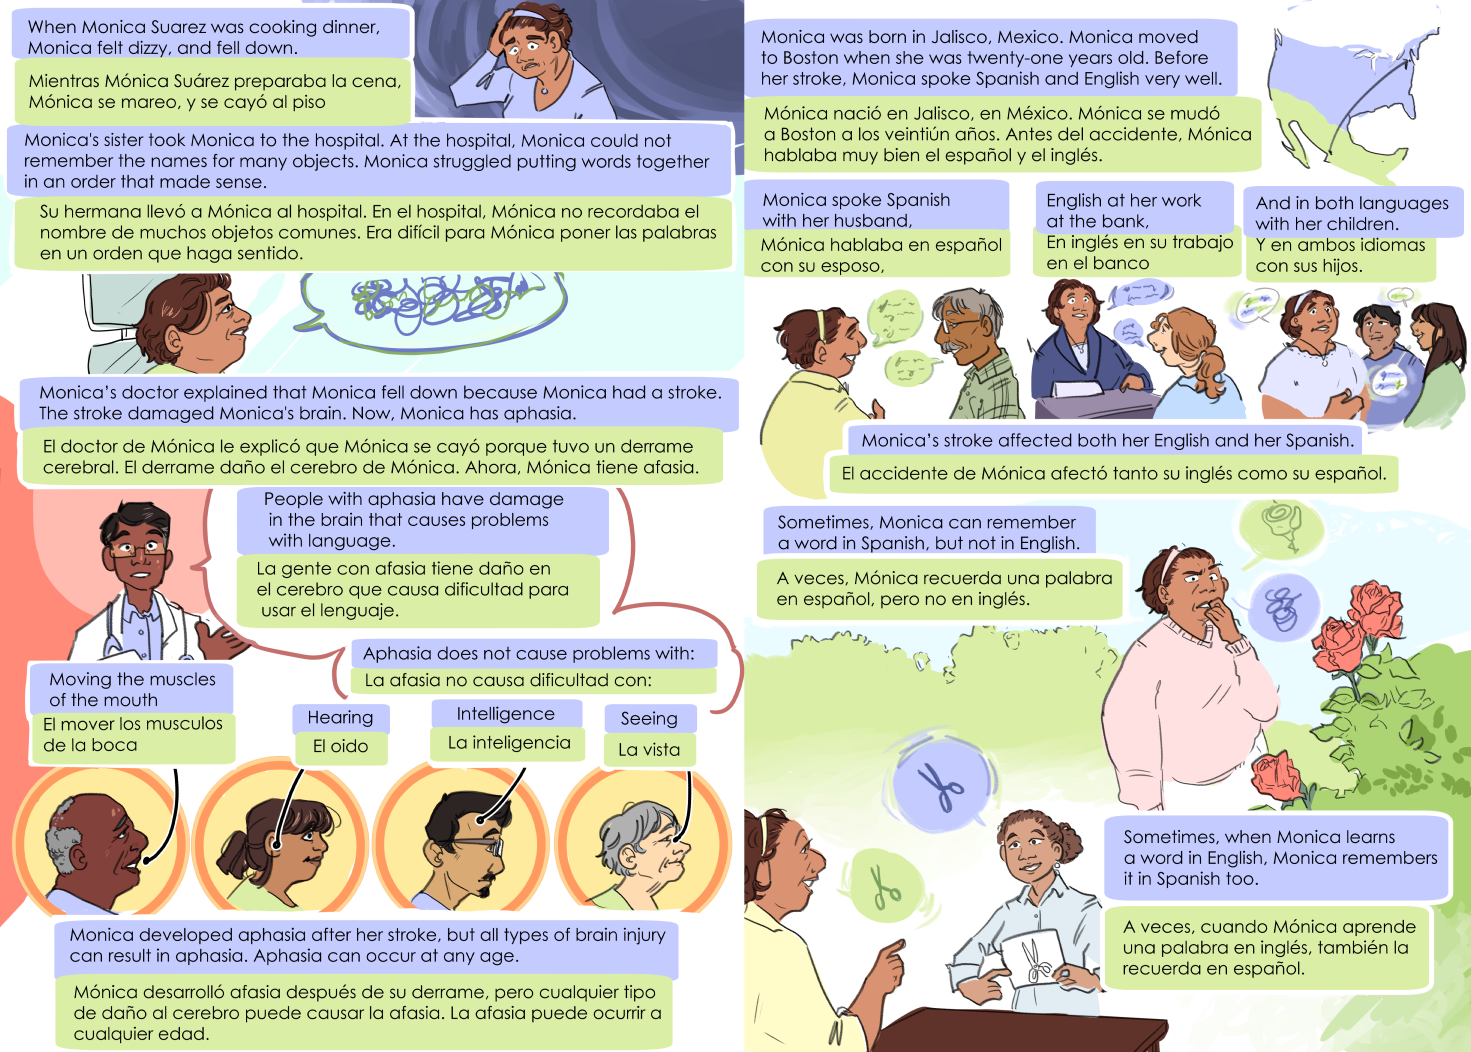 When Monica Suarez was cooking dinner,
Monica felt dizzy, and fell down.
Mientras Mónica Suárez preparaba la cena,
Mónica se mareo, y se cayó al piso
Monica's sister took Monica to the hospital. At the hospital, Monica could not
remember the names for many objects. Monica struggled putting words together
in an order that made sense.
Su hermana llevó a Mónica al hospital. En el hospital, Mónica no recordaba el
nombre de muchos objetos comunes. Era difícil para Mónica poner las palabras
en un orden que haga sentido.
Monica's doctor explained that Monica fell down because Monica had a stroke.
The stroke damaged Monica's brain. Now, Monica has aphasia.
El doctor de Mónica le explicó que Mónica se cayó porque tuvo un derrame
cerebral. El derrame daño el cerebro de Mónica. Ahora, Mónica tiene afasia.
People with aphasia have damage
in the brain that causes problems
with language.
La gente con afasia tiene daño en
el cerebro que causa dificultad para
usar el lenguaje.
Aphasia does not cause problems with:
La afasia no causa dificultad con:
Moving the muscles
of the mouth
El mover los musculos
de la boca
Hearing
El oido
Intelligence
La inteligencia
Seeing
La vista
Monica developed aphasia after her stroke, but all types of brain injury
can result in aphasia. Aphasia can occur at any age.
Mónica desarrolló afasia después de su derrame, pero cualquier tipo
de daño al cerebro puede causar la afasia. La afasia puede ocurrir a
cualquier edad.
Monica was born in Jalisco, Mexico. Monica moved
to Boston when she was twenty-one years old. Before
her stroke, Monica spoke Spanish and English very well.
Mónica nació en Jalisco, en México. Mónica se mudó
a Boston a los veintiún años. Antes del accidente, Mónica
hablaba muy bien el español y el inglés.
Monica spoke Spanish
with her husband,
Mónica hablaba en español
con su esposo,
English at her work
at the bank,
En inglés en su trabajo
en el banco
And in both languages
with her children.
Y en ambos idiomas
con sus hijos.
Monica's stroke affected both her English and her Spanish.
El accidente de Mónica afectó tanto su inglés como su español.
Sometimes, Monica can remember
a word in Spanish, but not in English.
A veces, Mónica recuerda una palabra
en español, pero no en inglés.
Sometimes, when Monica learns
a word in English, Monica remembers
it in Spanish too.
A veces, cuando Mónica aprende
una palabra en inglés, también la
recuerda en español.